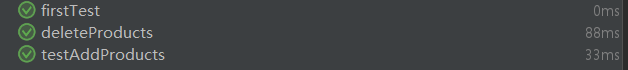 firstTest 0ms
deleteProducts 88ms
testAddProducts 33ms